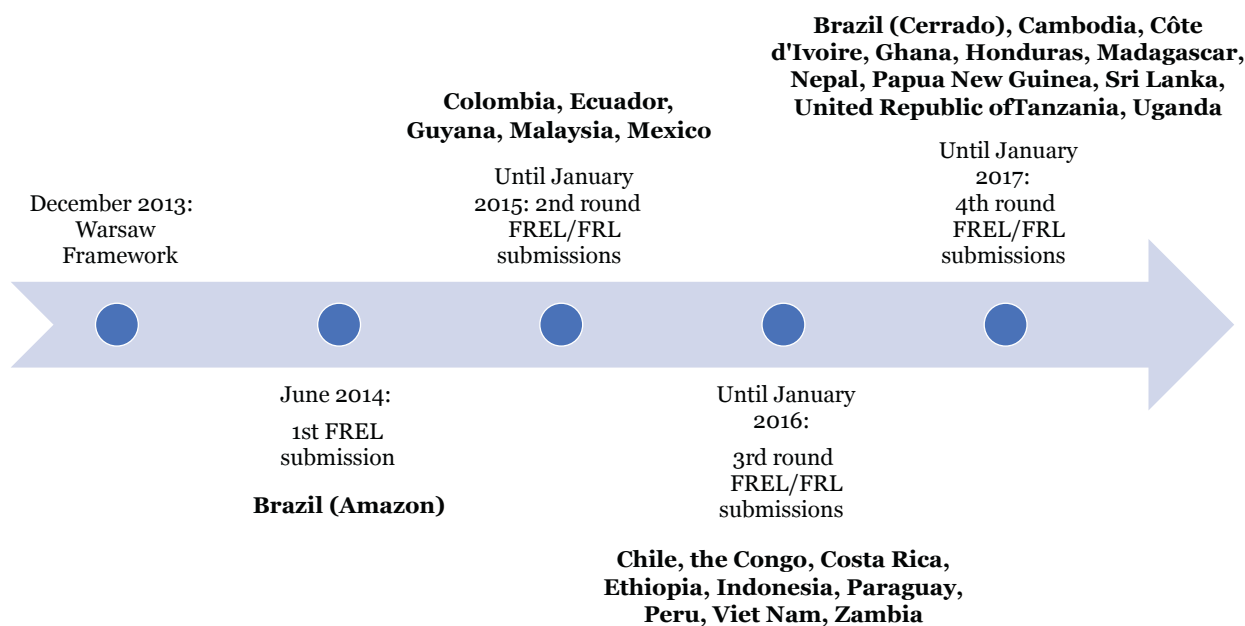 December 2013:
Warsaw
Framework
June 2014:
1st FREL
submission
Brazil (Amazon)
Colombia, Ecuador,
Guyana, Malaysia, Mexico
Until January
2015: 2nd round
FREL/FRL
submissions
Until January
2016:
3rd round
FREL/FRL
submissions
Chile, the Congo, Costa Rica,
Ethiopia, Indonesia, Paraguay,
Peru, Viet Nam, Zambia
Brazil (Cerrado), Cambodia, Côte
d'Ivoire, Ghana, Honduras, Madagascar,
Nepal, Papua New Guinea, Sri Lanka,
United Republic ofTanzania, Uganda
Until January
2017:
4th round
FREL/FRL
submissions